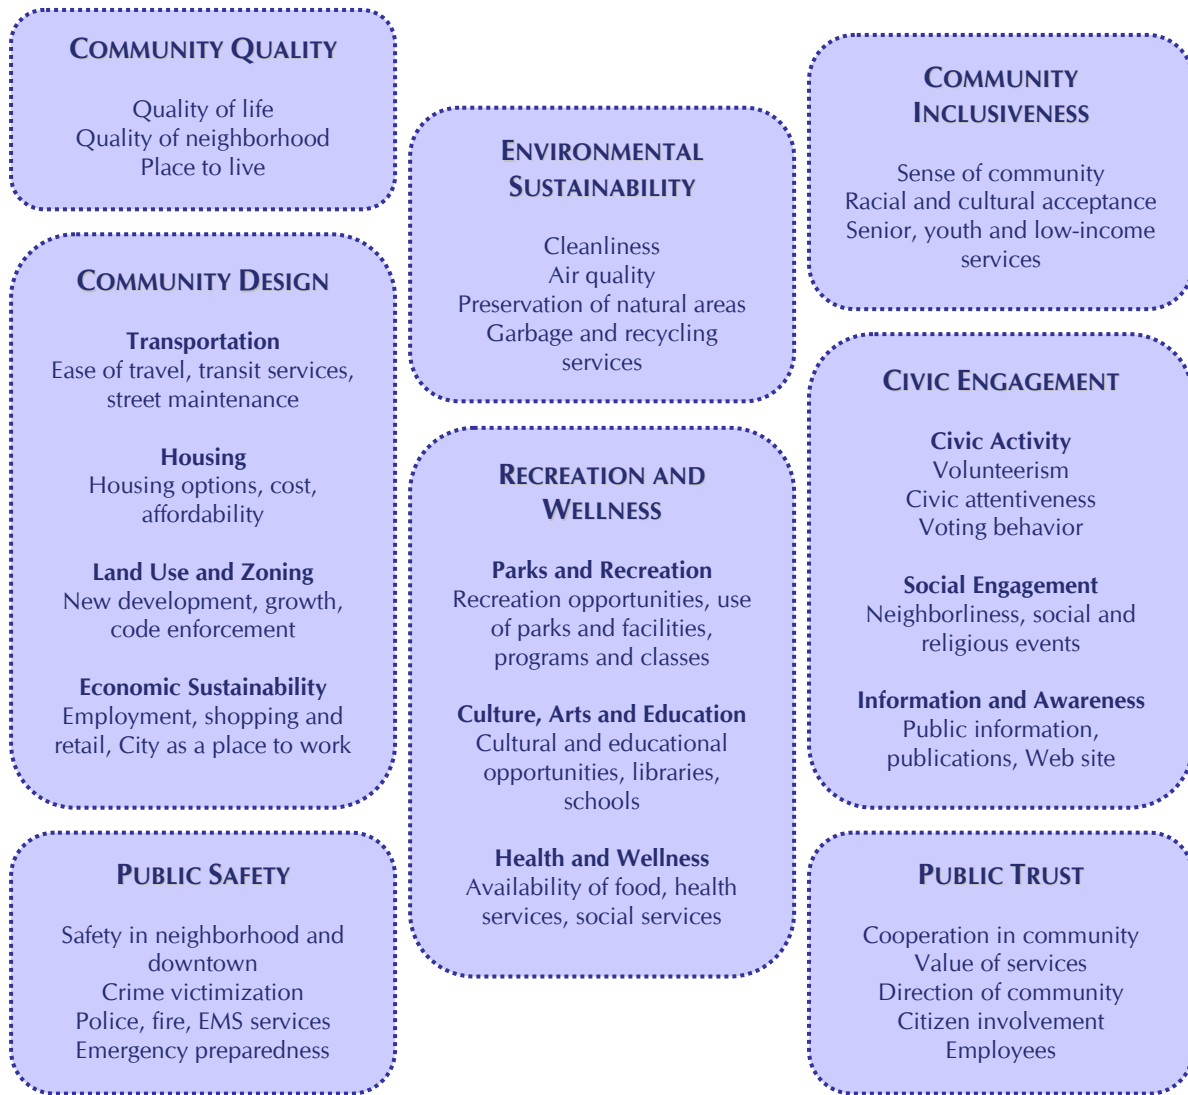 COMMUNITY QUALITY
Quality of life
Quality of neighborhood
Place to live
COMMUNITY DESIGN
Transportation
Ease of travel, transit services,
street maintenance
Housing
Housing options, cost,
affordability
Land Use and Zoning
New development, growth,
code enforcement
Economic Sustainability
Employment, shopping and
retail, City as a place to work
PUBLIC SAFETY
Safety in neighborhood and
downtown
Crime victimization
Police, fire, EMS services
Emergency preparedness
ENVIRONMENTAL
SUSTAINABILITY
Cleanliness
Air quality
Preservation of natural areas
Garbage and recycling
services
RECREATION AND
WELLNESS
Parks and Recreation
Recreation opportunities, use
of parks and facilities,
programs and classes
Culture, Arts and Education
Cultural and educational
opportunities, libraries,
schools
Health and Wellness
Availability of food, health
services, social services
COMMUNITY
INCLUSIVENESS
Sense of community
Racial and cultural acceptance
Senior, youth and low-income
services
CIVIC ENGAGEMENT
Civic Activity
Volunteerism
Civic attentiveness
Voting behavior
Social Engagement
Neighborliness, social and
religious events
Information and Awareness
Public information,
publications, Web site
PUBLIC TRUST
Cooperation in community
Value of services
Direction of community
Citizen involvement
Employees